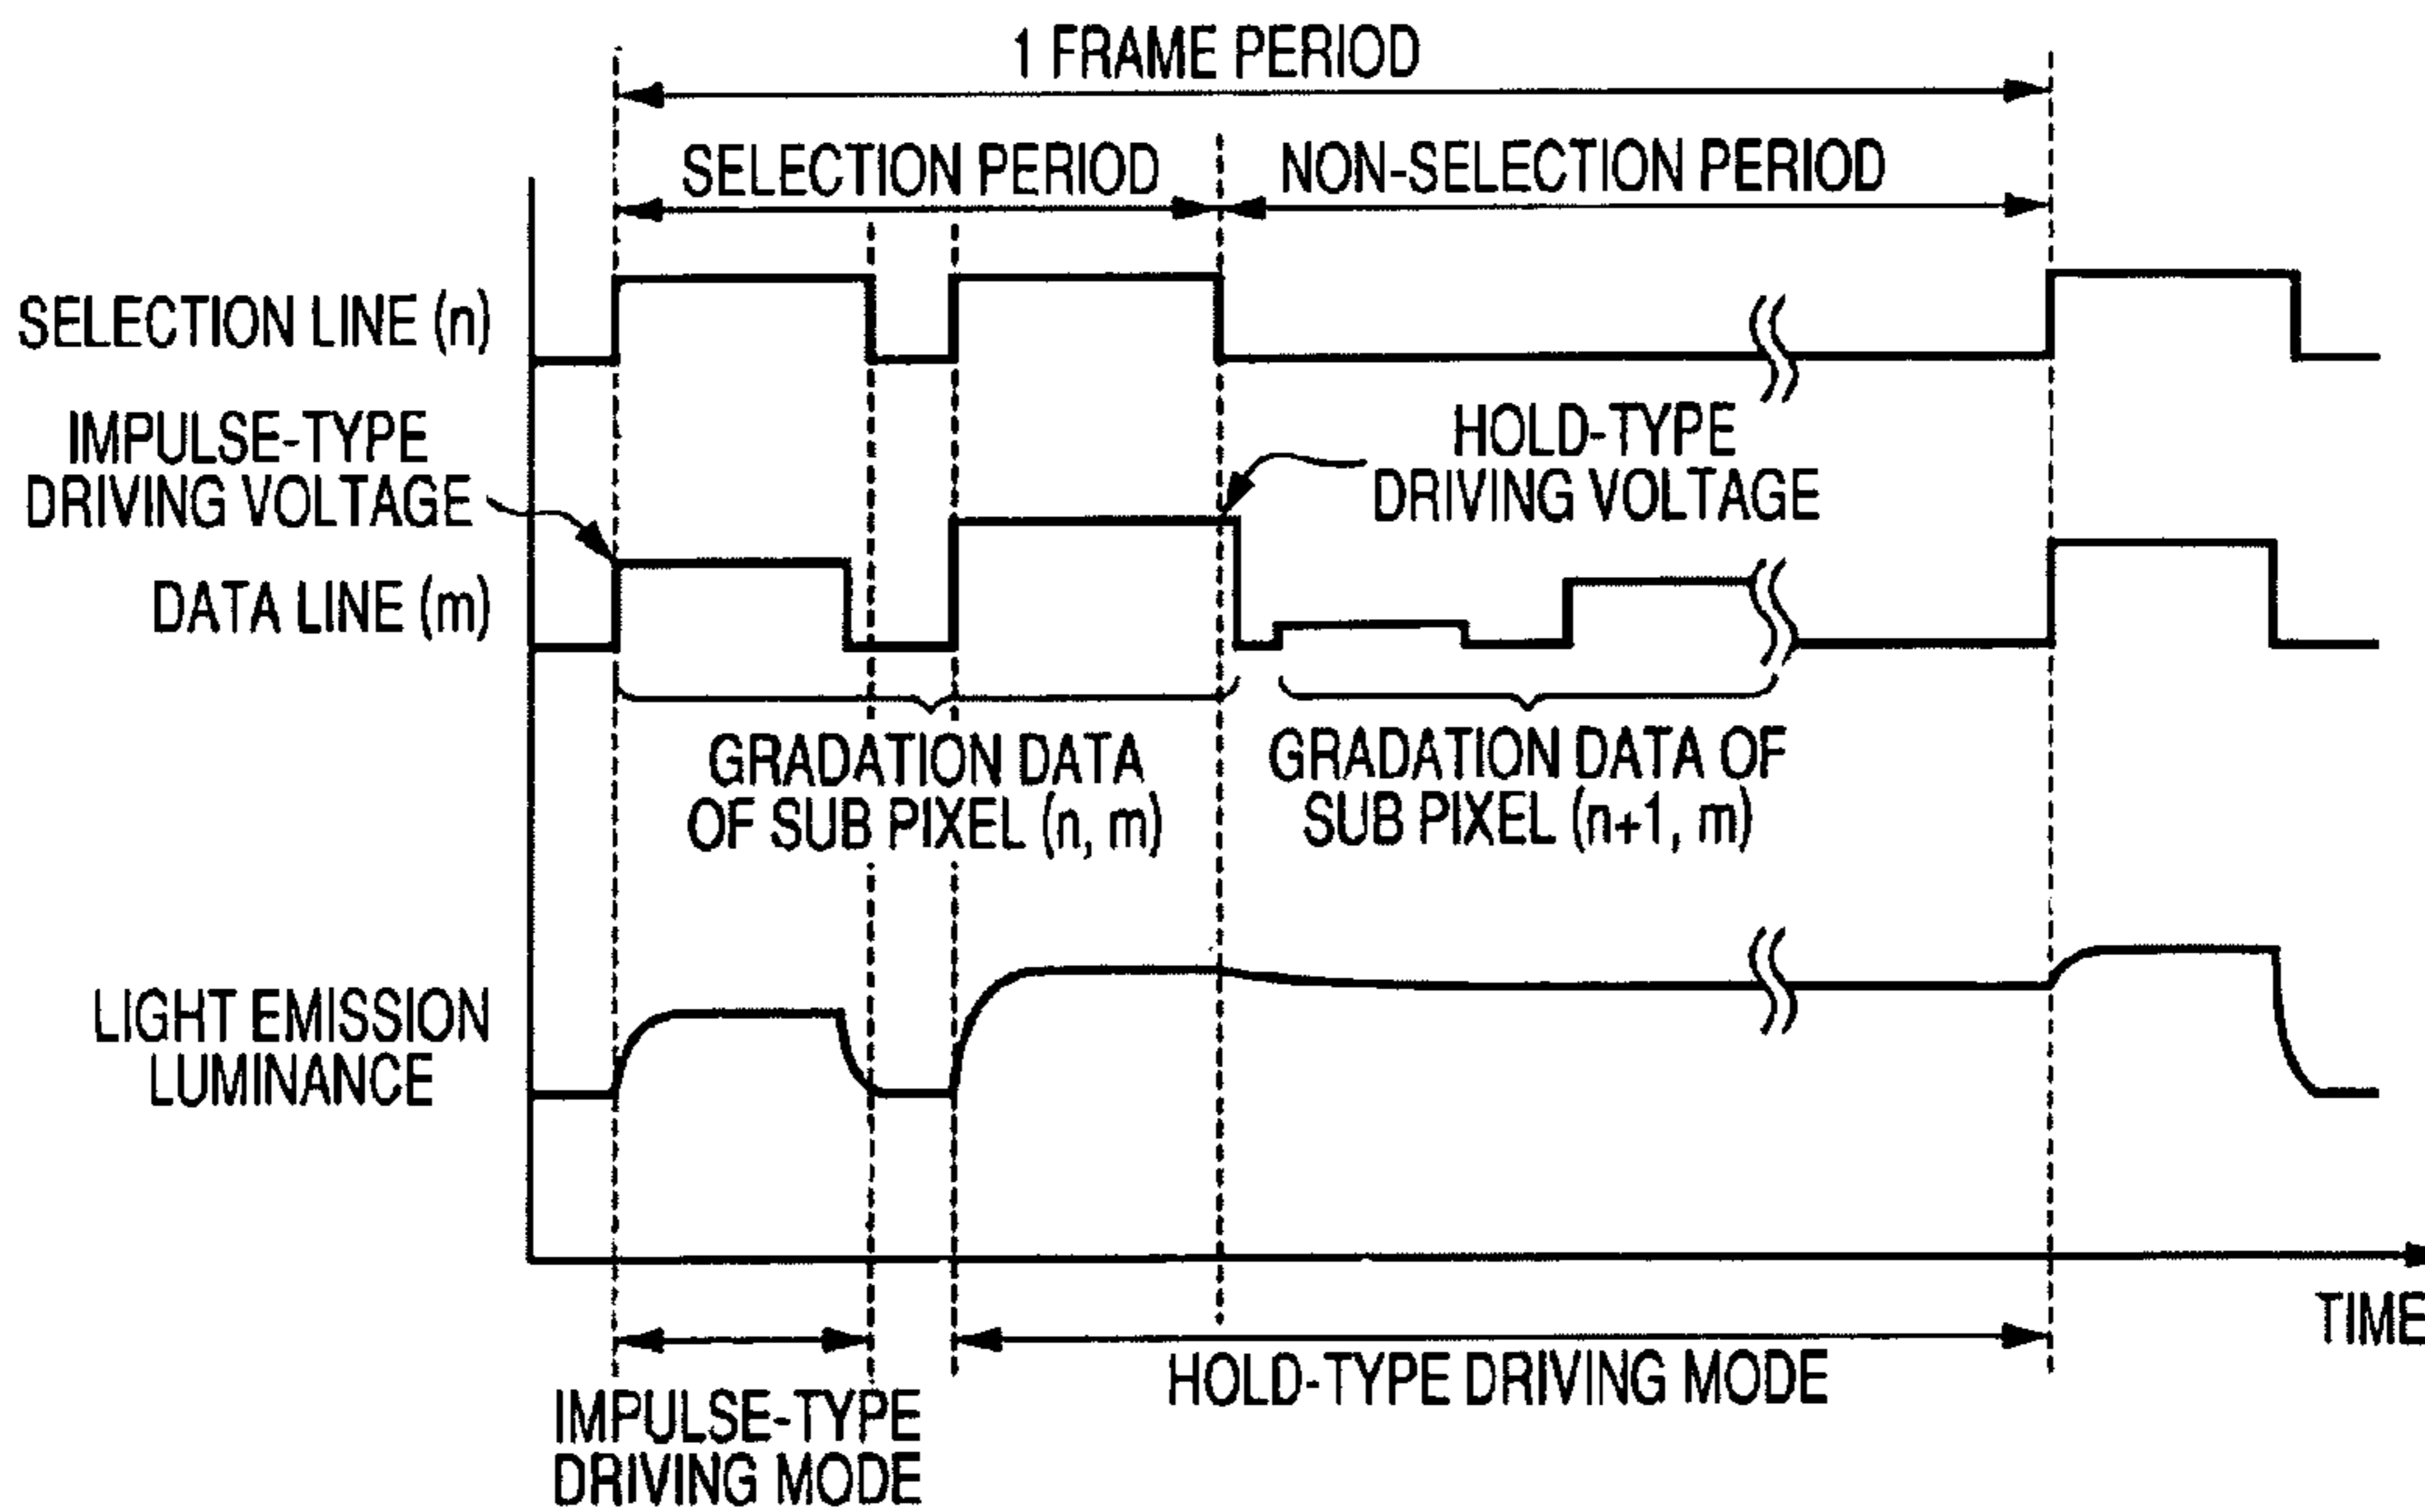 1 FRAME PERIOD
SELECTION PERIOD
NON-SELECTION PERIOD
SELECTION LINE (n)
IMPULSE-TYPE
DRIVING VOLTAGE
HOLD-TYPE
DRIVING VOLTAGE
DATA LINE (m)
GRADATION DATA
OF SUB PIXEL (n, m)
GRADATION DATA OF
SUB PIXEL (n+1, m)
LIGHT EMISSION
LUMINANCE
TIME
IMPULSE-TYPE
DRIVING MODE
HOLD-TYPE DRIVING MODE